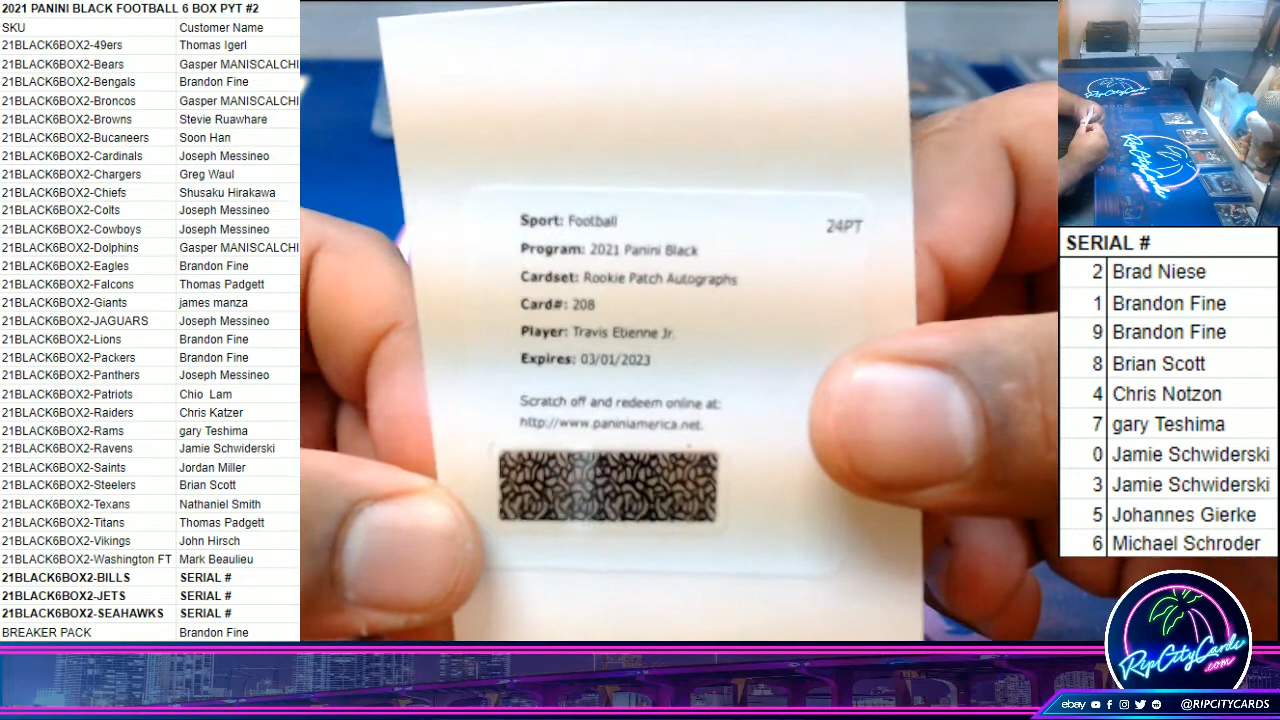 2021 PANINI BLACK FOOTBALL 6 BOX PYT #2
SKU Customer Name
21BLACK6BOX2-49ers Thomas Igerl
21BLACK6BOX2-Bears Gasper MANISCALCHI
21BLACK6BOX2-Bengals Brandon Fine
21BLACK6BOX2-Broncos Gasper MANISCALCHI
21BLACK6BOX2-Browns Stevie Ruawhare
21BLACK6BOX2-Bucaneers Soon Han
21BLACK6BOX2-Cardinals Joseph Messineo
21BLACK6BOX2-Chargers Greg Waul
21BLACK6BOX2-Chiefs Shusaku Hirakawa
21BLACK6BOX2-Colts Joseph Messineo
21BLACK6BOX2-Cowboys Joseph Messineo
21BLACK6BOX2-Dolphins Gasper MANISCALCHI
21BLACK6BOX2-Eagles Brandon Fine
21BLACK6BOX2-Falcons Thomas Padgett
21BLACK6BOX2-Giants james manza
21BLACK6BOX2-JAGUARS Joseph Messineo
21BLACK6BOX2-Lions Brandon Fine
21BLACK6BOX2-Packers Brandon Fine
21BLACK6BOX2-Panthers Joseph Messineo
21BLACK6BOX2-Patriots Chio Lam
21BLACK6BOX2-Raiders Chris Katzer
21BLACK6BOX2-Rams gary Teshima
21BLACK6BOX2-Ravens Jamie Schwiderski
21BLACK6BOX2-Saints Jordan Miller
21BLACK6BOX2-Steelers Brian Scott
21BLACK6BOX2-Texans Nathaniel Smith
21BLACK6BOX2-Titans Thomas Padgett
21BLACK6BOX2-Vikings John Hirsch
21BLACK6BOX2-Washington FT Mark Beaulieu
21BLACK6BOX2-BILLS SERIAL #
21BLACK6BOX2-JETS SERIAL #
21BLACK6BOX2-SEAHAWKS SERIAL #
BREAKER PACK Brandon Fine
Sport: Football 24PT
Program: 2021 Panini Black
Cardset: Rookie Patch Autographs
Card#: 208
Player: Travis Etienne Jr.
Expires: 03/01/2023
Scratch off and redeem online at:
http://www.paniniamerica.net.
SERIAL #
2 Brad Niese
1 Brandon Fine
9 Brandon Fine
8 Brian Scott
4 Chris Notzon
7 gary Teshima
0 Jamie Schwiderski
3 Jamie Schwiderski
5 Johannes Gierke
6 Michael Schroder
RipCityCards
.com
ebay @RIPCITYCARDS